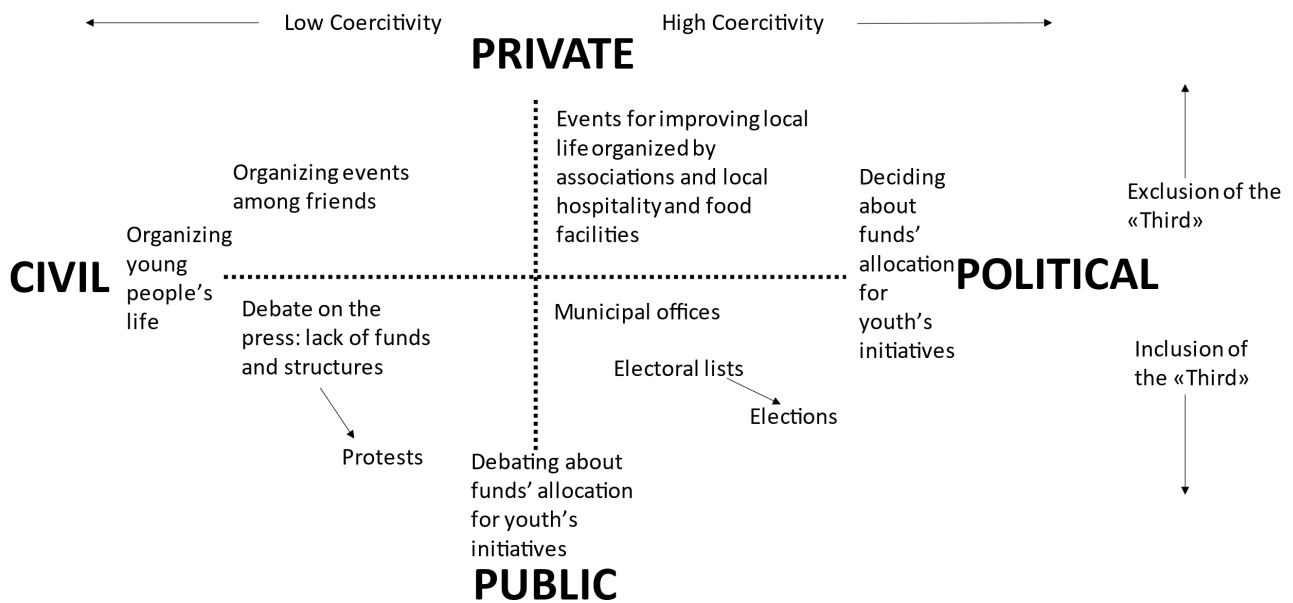 Low Coercitivity
High Coercitivity
PRIVATE
Events for improving local
life organized by
associations and local
hospitality and food
facilities
Organizing events
among friends
Deciding
about
funds’
allocation
for
youth’s
initiatives
Exclusion of the
«Third»
Organizing
young
people’s
life
CIVIL
POLITICAL
Debate on the
press: lack of funds
and structures
Municipal offices
Electoral lists
Elections
Inclusion of
the «Third»
Protests
Debating about
funds’ allocation
for youth’s
initiatives
PUBLIC